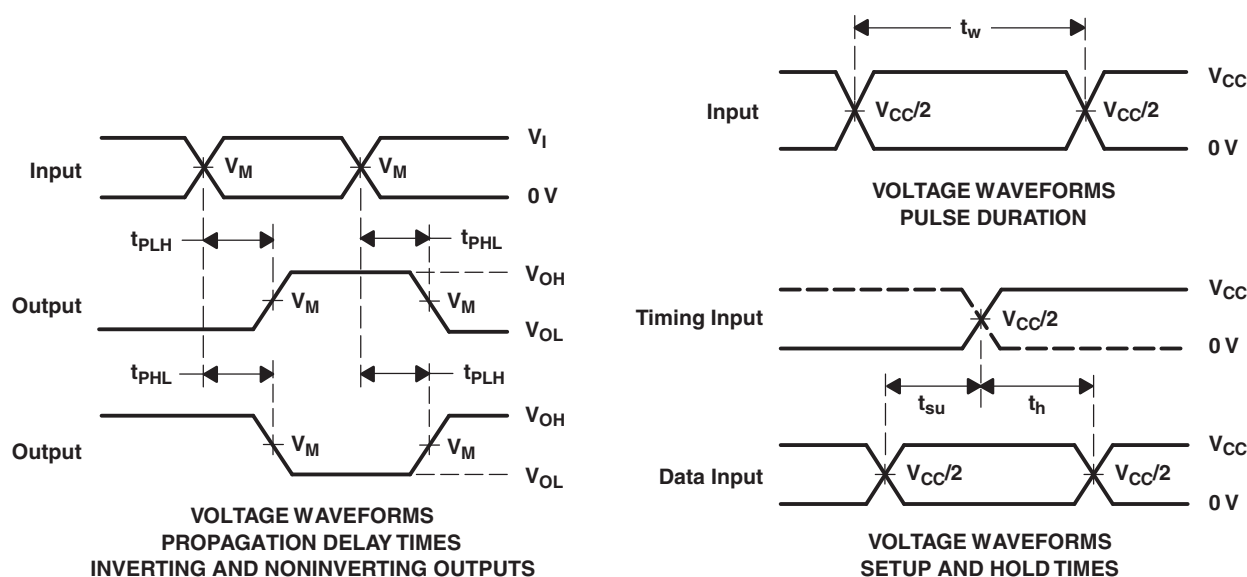 Input
V_M
V_M
V_I
0 V
t_PLH
t_PHL
Output
V_M
V_M
V_OH
V_OL
t_PHL
t_PLH
Output
V_M
V_M
V_OH
V_OL
VOLTAGE WAVEFORMS
PROPAGATION DELAY TIMES
INVERTING AND NONINVERTING OUTPUTS
t_w
Input
V_CC/2
V_CC/2
V_CC
0 V
VOLTAGE WAVEFORMS
PULSE DURATION
Timing Input
V_CC/2
V_CC
0 V
t_su
t_h
Data Input
V_CC/2
V_CC/2
V_CC
0 V
VOLTAGE WAVEFORMS
SETUP AND HOLD TIMES